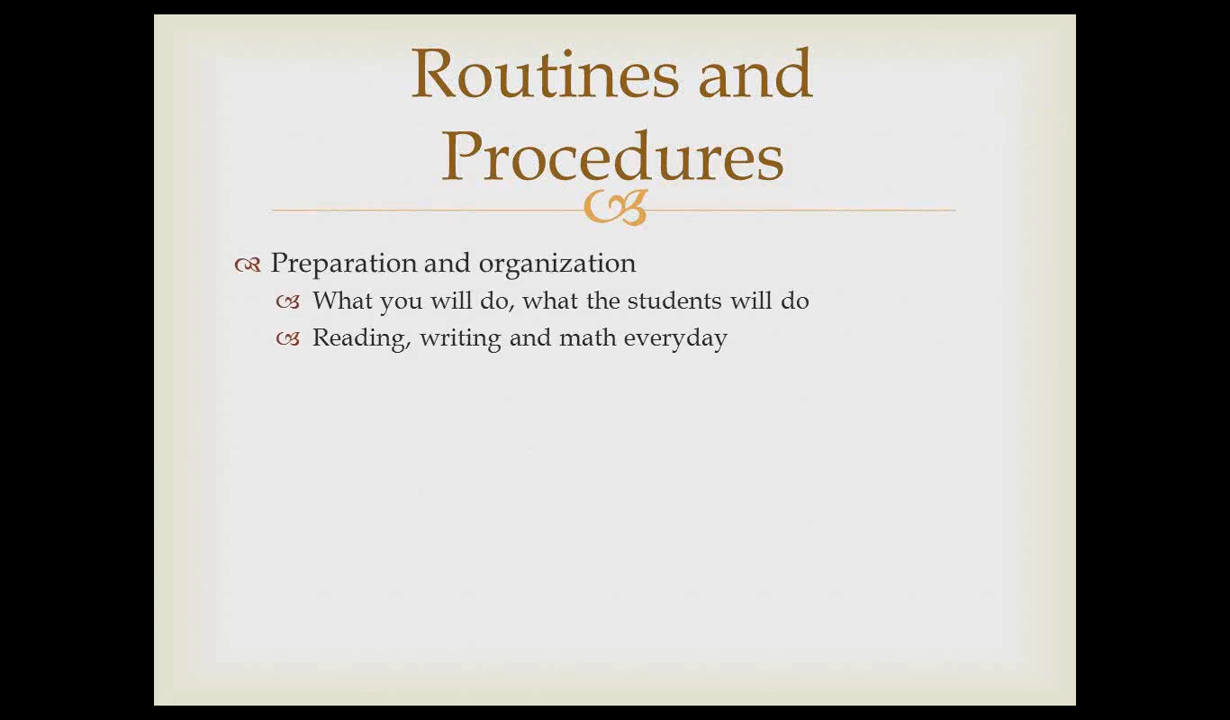 Routines and
Procedures
Preparation and organization
What you will do, what the students will do
Reading, writing and math everyday